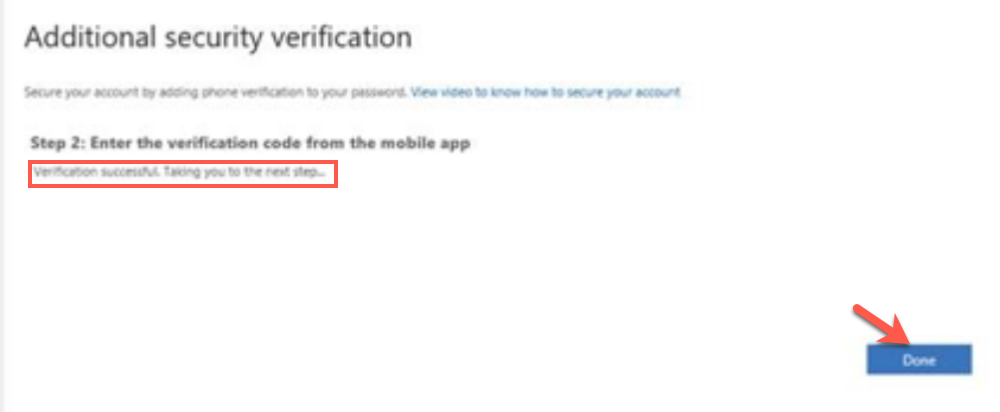 Additional security verification
Secure your account by adding phone verification to your password. View video to know how to secure your account
Step 2: Enter the verification code from the mobile app
Verification successful. Taking you to the next step...
Done